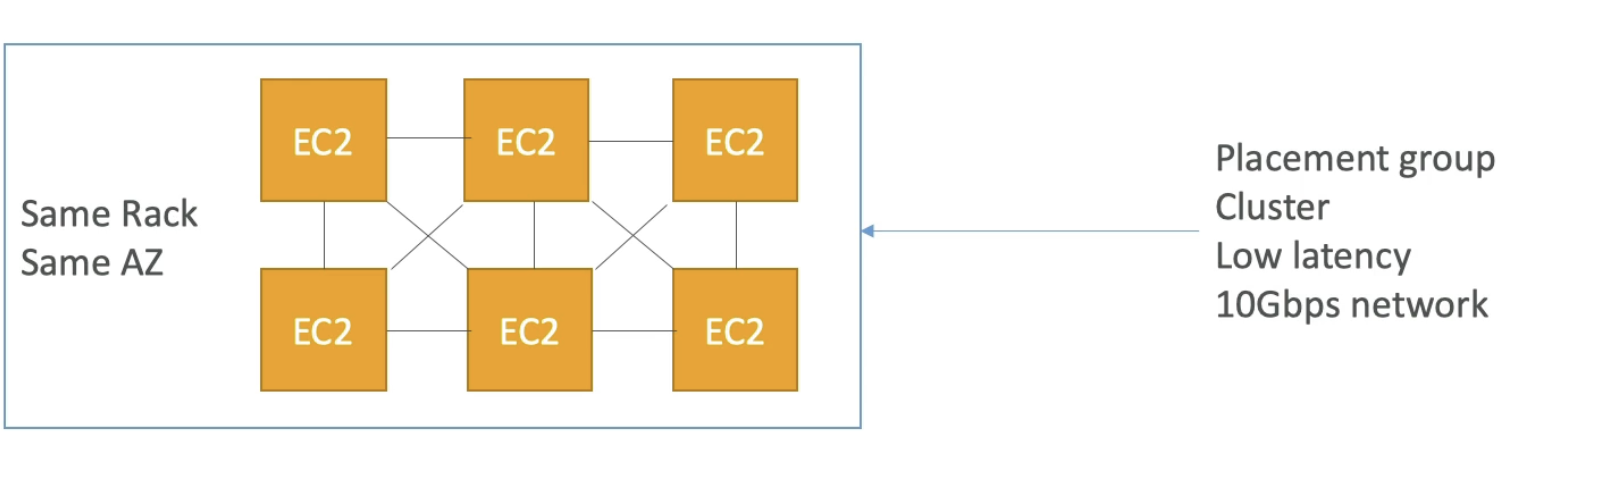 EC2
EC2
EC2
Same Rack
Same AZ
EC2
EC2
EC2
Placement group
Cluster
Low latency
10Gbps network